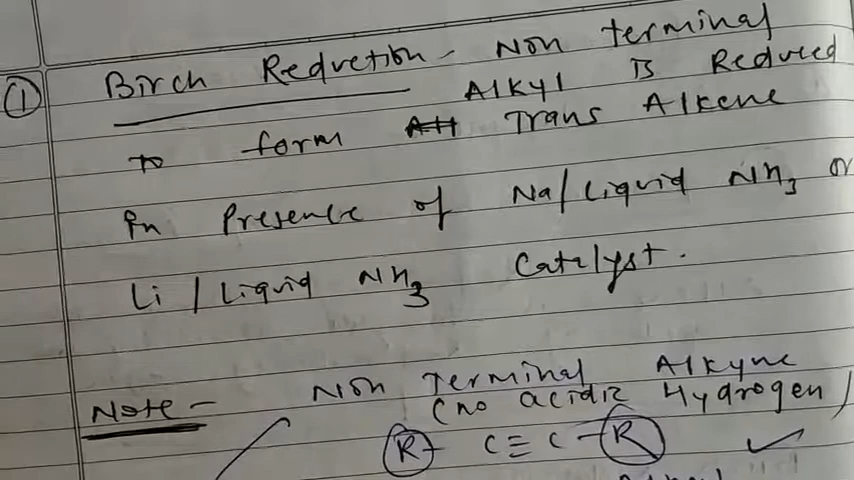 ① Birch Reduction - Non terminal
Alkyl is Reduced
to form Trans Alkene
in Presence of Na/liquid NH3 or
Li / Liquid NH3 Catalyst.
Note - Non Terminal Alkyne
(no acidic Hydrogen)
R - C≡C - R ✓